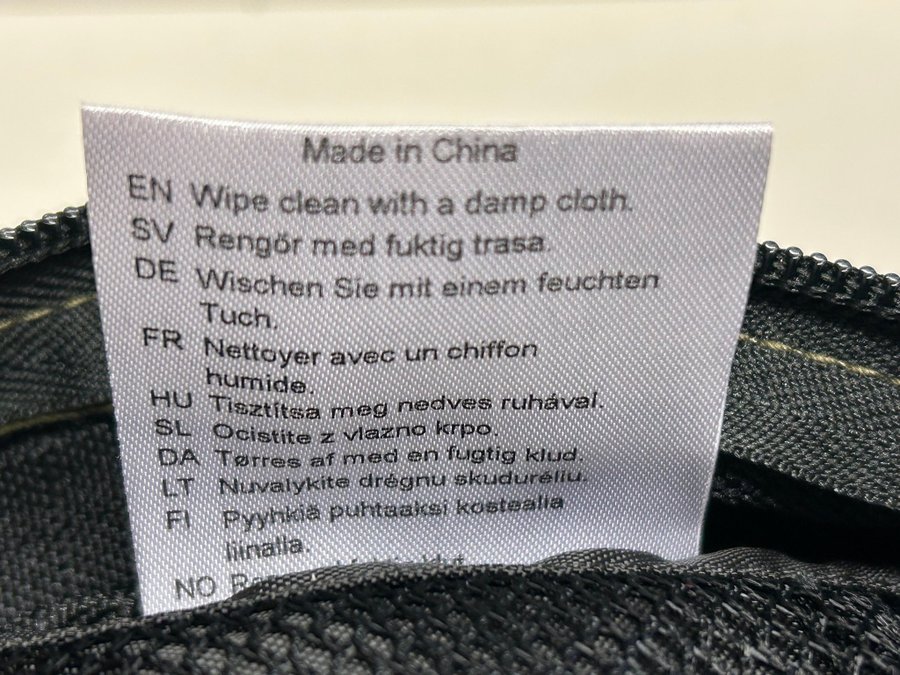 Made in China
EN Wipe clean with a damp cloth.
SV Rengör med fuktig trasa.
DE Wischen Sie mit einem feuchten
Tuch.
FR Nettoyer avec un chiffon
humide.
HU Tisztítsa meg nedves ruhával.
SL Ocistite z vlazno krpo.
DA Tørres af med en fugtig klud.
LT Nuvalykite drėgnu skudurėliu.
FI Pyyhkiä puhtaaksi kostealla
liinalla.
NO